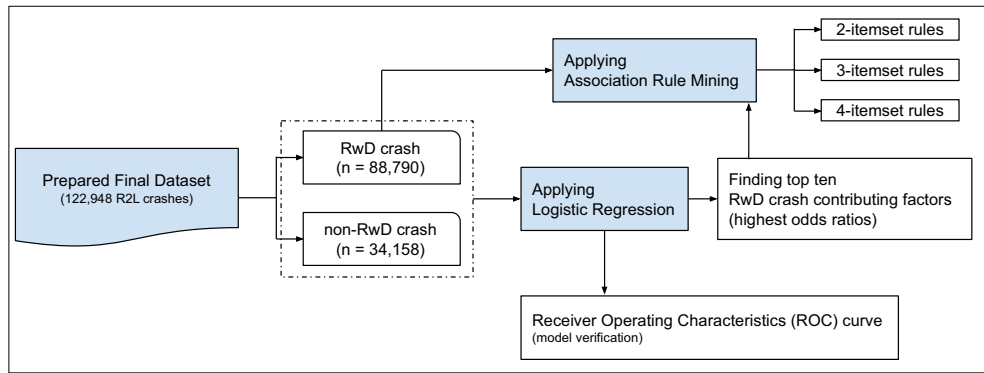 Prepared Final Dataset
(122,948 R2L crashes)
RwD crash
(n = 88,790)
non-RwD crash
(n = 34,158)
Applying
Association Rule Mining
2-itemset rules
3-itemset rules
4-itemset rules
Applying
Logistic Regression
Finding top ten
RwD crash contributing factors
(highest odds ratios)
Receiver Operating Characteristics (ROC) curve
(model verification)